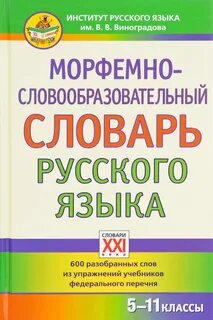 ИНСТИТУТ РУССКОГО ЯЗЫКА
им. В. В. Виноградова
МОРФЕМНО-
СЛОВООБРАЗОВАТЕЛЬНЫЙ
СЛОВАРЬ
РУССКОГО
ЯЗЫКА
СЛОВАРИ
XXI
века
600 разобранных слов
из упражнений учебников
федерального перечня
5–11 КЛАССЫ